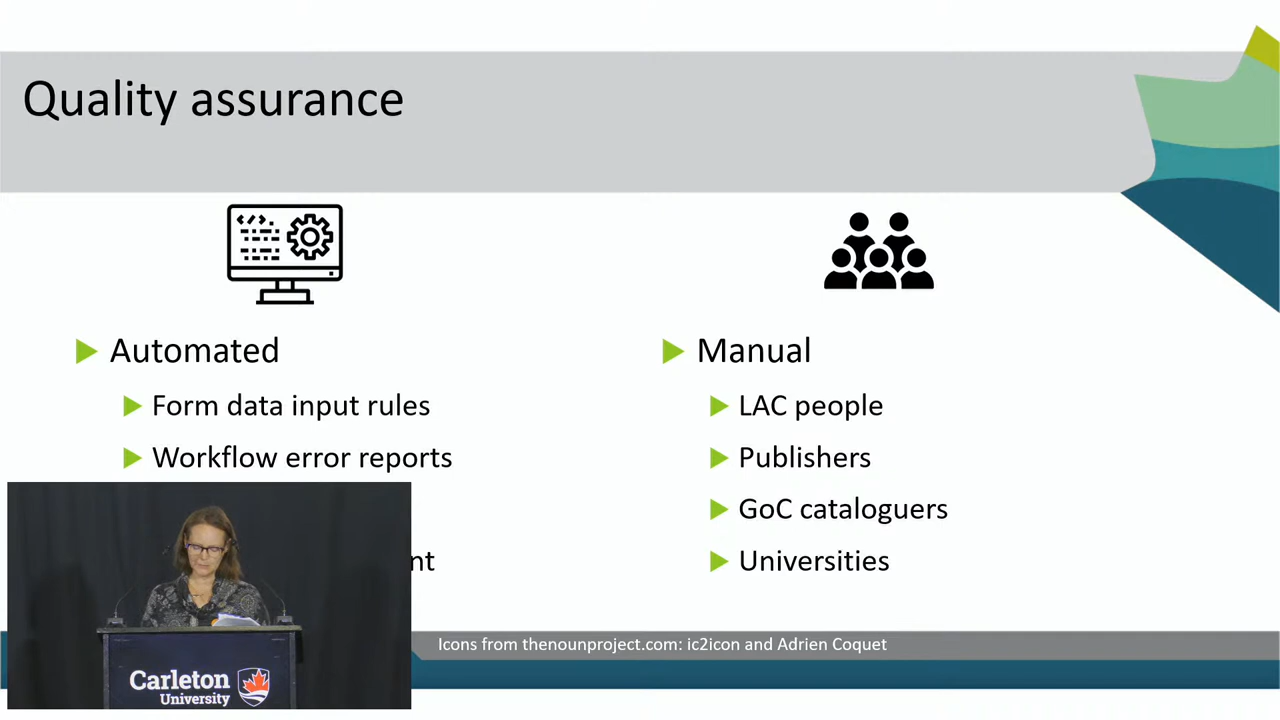 Quality assurance
Automated
Form data input rules
Workflow error reports
nt
Manual
LAC people
Publishers
GoC cataloguers
Universities
Icons from thenounproject.com: ic2icon and Adrien Coquet
Carleton
University